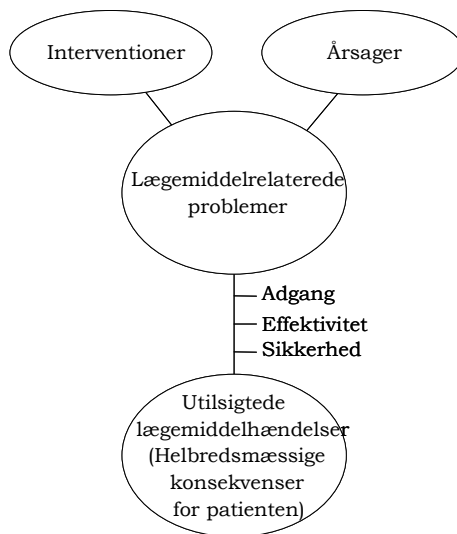 Interventioner
Årsager
Lægemiddelrelaterede
problemer
Adgang
Effektivitet
Sikkerhed
Utilsigtede
lægemiddelhændelser
(Helbredsmæssige
konsekvenser
for patienten)